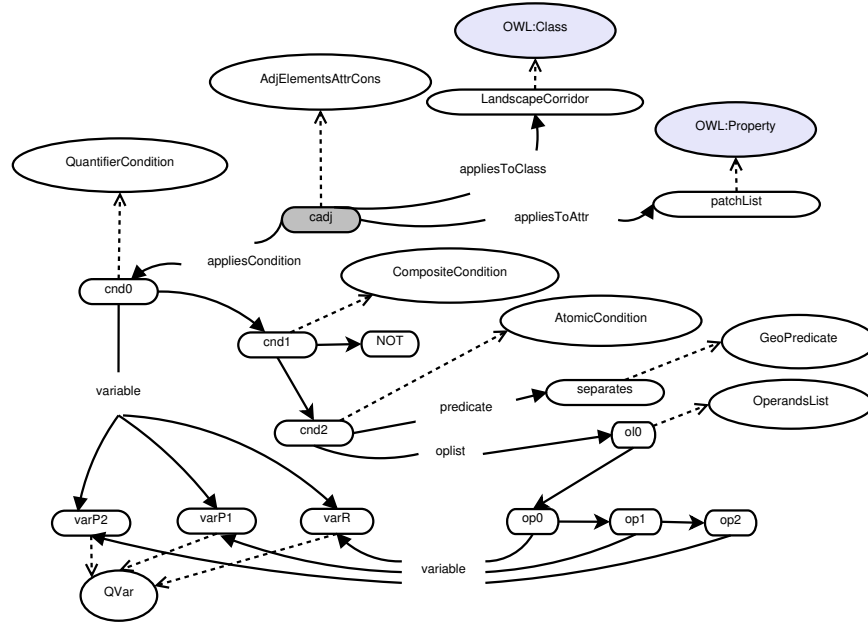 OWL:Class
AdjElementsAttrCons
LandscapeCorridor
OWL:Property
QuantifierCondition
appliesToClass
patchList
cadj
appliesToAttr
appliesCondition
CompositeCondition
cnd0
AtomicCondition
cnd1
NOT
GeoPredicate
variable
separates
predicate
OperandsList
cnd2
ol0
oplist
varP2
varP1
varR
op0
op1
op2
variable
QVar